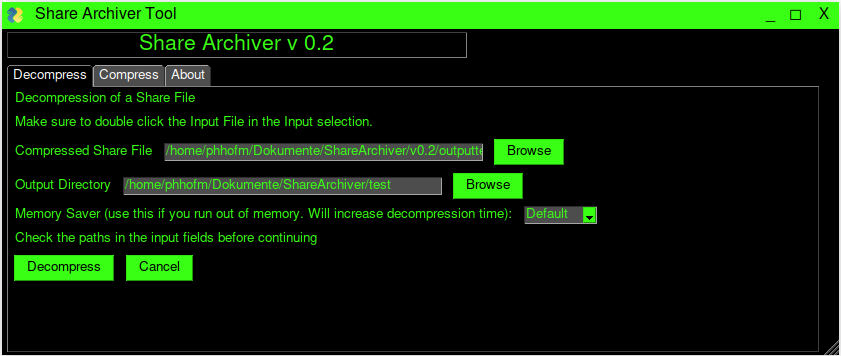 Share Archiver Tool _ □ X
Share Archiver v 0.2
Decompress Compress About
Decompression of a Share File
Make sure to double click the Input File in the Input selection.
Compressed Share File /home/phhofm/Dokumente/ShareArchiver/v0.2/outputte Browse
Output Directory /home/phhofm/Dokumente/ShareArchiver/test Browse
Memory Saver (use this if you run out of memory. Will increase decompression time): Default
Check the paths in the input fields before continuing
Decompress Cancel